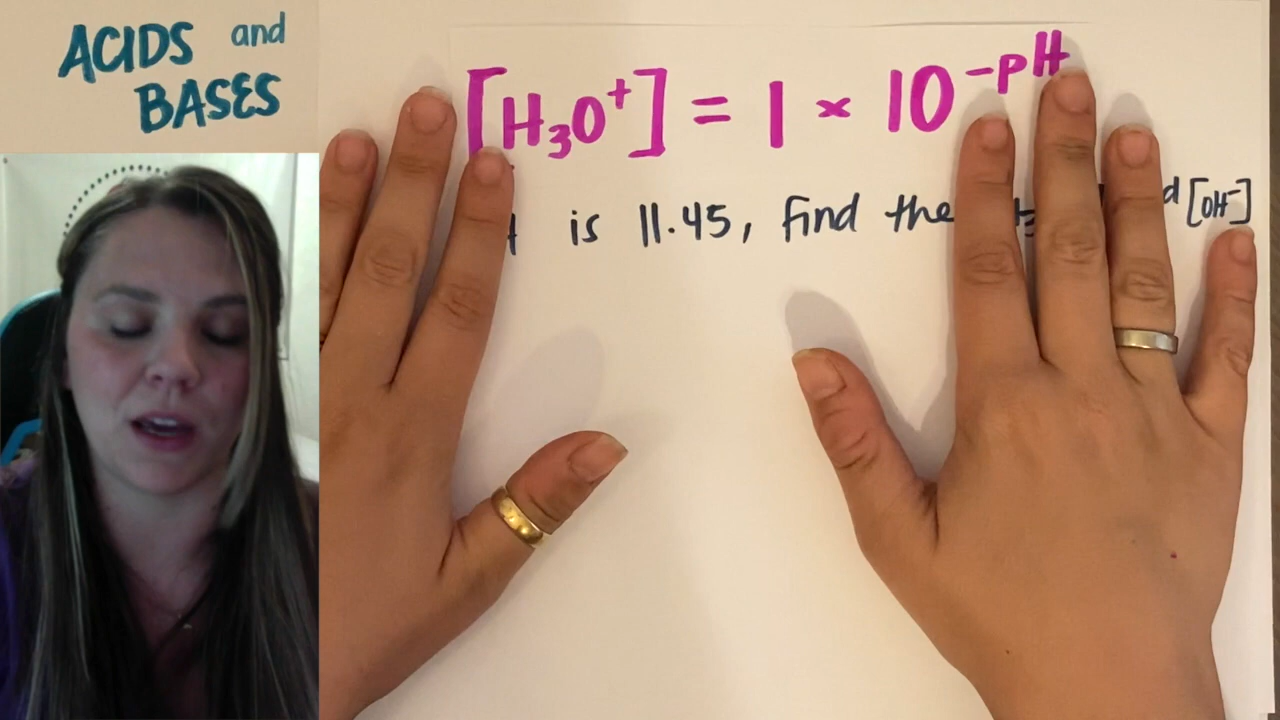 ACIDS and
BASES
[H₃O⁺] = 1 × 10⁻ᵖᴴ
is 11.45, find the [OH⁻]